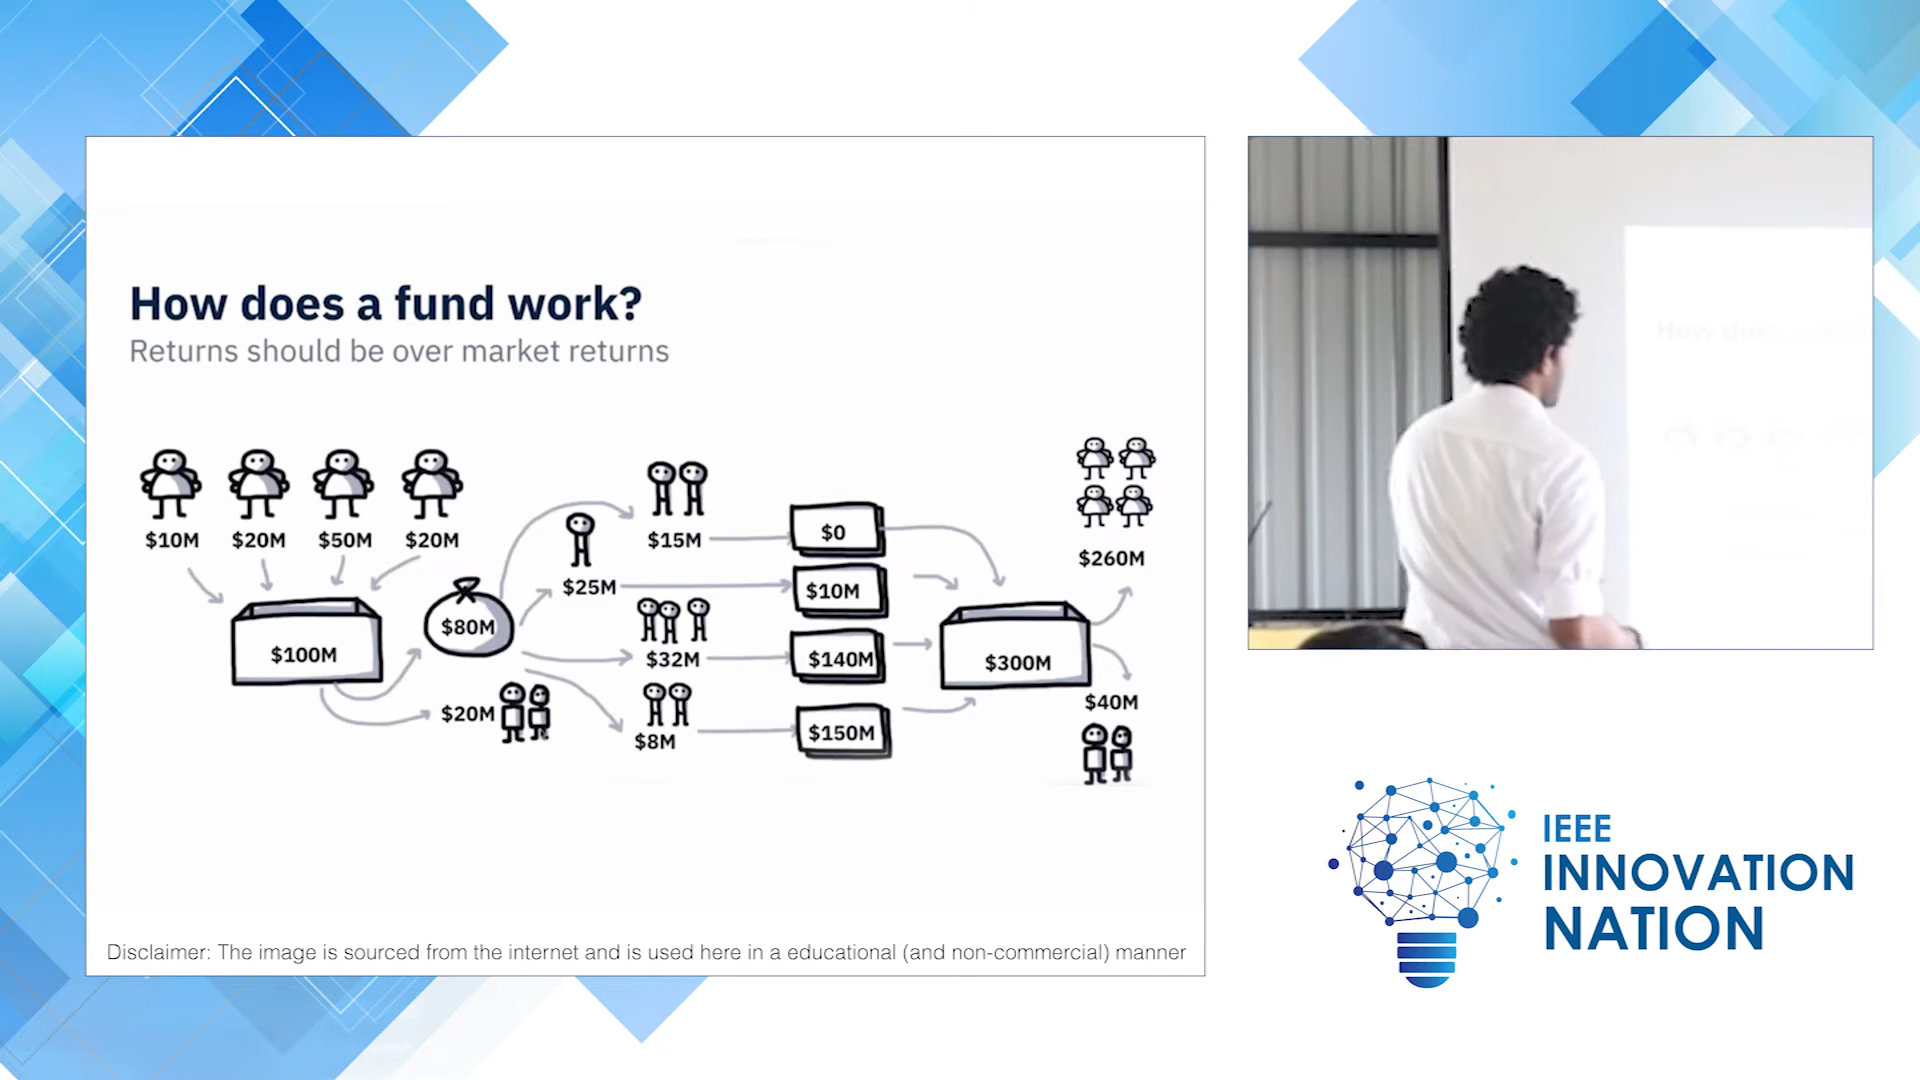 How does a fund work?
Returns should be over market returns
$10M
$20M
$50M
$20M
$100M
$80M
$20M
$15M
$25M
$32M
$8M
$0
$10M
$140M
$150M
$300M
$260M
$40M
Disclaimer: The image is sourced from the internet and is used here in a educational (and non-commercial) manner
IEEE
INNOVATION
NATION